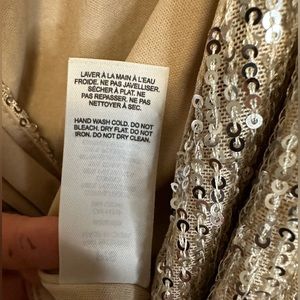 LAVER À LA MAIN À L'EAU
FROIDE. NE PAS JAVELLISER.
SÉCHER À PLAT. NE
PAS REPASSER. NE PAS
NETTOYER À SEC.
HAND WASH COLD. DO NOT
BLEACH. DRY FLAT. DO NOT
IRON. DO NOT DRY CLEAN.